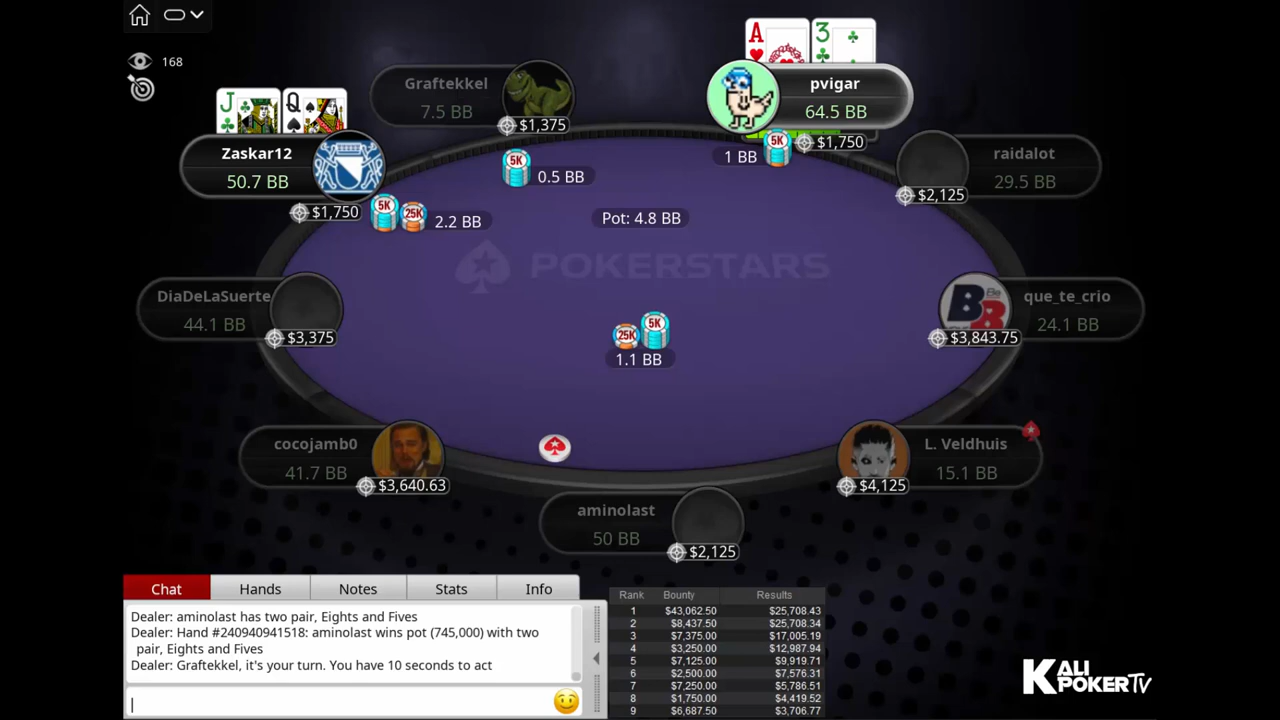 168
A 3
Graftekkel
7.5 BB
$1,375
pvigar
64.5 BB
$1,750
J Q
Zaskar12
50.7 BB
$1,750
5K
1 BB
5K
0.5 BB
raidalot
29.5 BB
$2,125
5K 25K
2.2 BB
Pot: 4.8 BB
POKERSTARS
DiaDeLaSuerte
44.1 BB
$3,375
B B
que_te_crio
24.1 BB
$3,843.75
25K 5K
1.1 BB
cocojamb0
41.7 BB
$3,640.63
L. Veldhuis
15.1 BB
$4,125
aminolast
50 BB
$2,125
Chat Hands Notes Stats Info
Dealer: aminolast has two pair, Eights and Fives
Dealer: Hand #240940941518: aminolast wins pot (745,000) with two
pair, Eights and Fives
Dealer: Graftekkel, it's your turn. You have 10 seconds to act
Rank Bounty Results
1 $43,062.50 $25,708.43
2 $8,437.50 $25,708.34
3 $7,375.00 $17,005.19
4 $3,250.00 $12,987.94
5 $7,125.00 $9,919.71
6 $2,500.00 $7,576.31
7 $7,250.00 $5,786.51
8 $1,750.00 $4,419.52
9 $6,687.50 $3,706.77
KALI
POKERTV